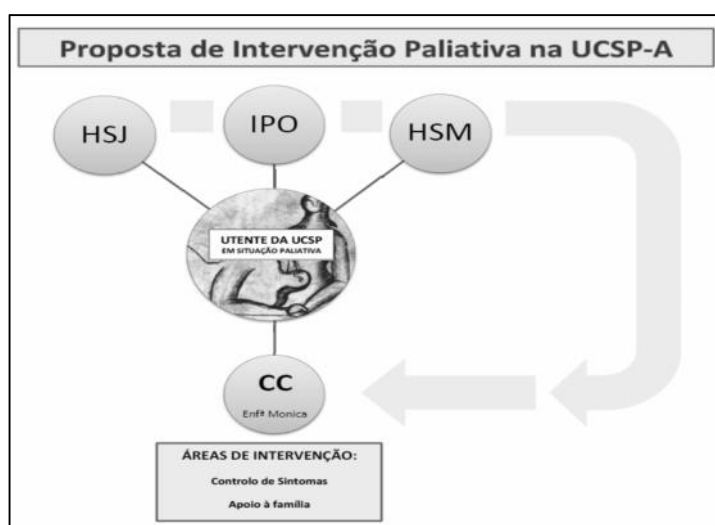 Proposta de Intervenção Paliativa na UCSP-A
HSJ
IPO
HSM
UTENTE DA UCSP
EM SITUAÇÃO PALIATIVA
CC
Enfª Monica
ÁREAS DE INTERVENÇÃO:
Controlo de Sintomas
Apoio à família